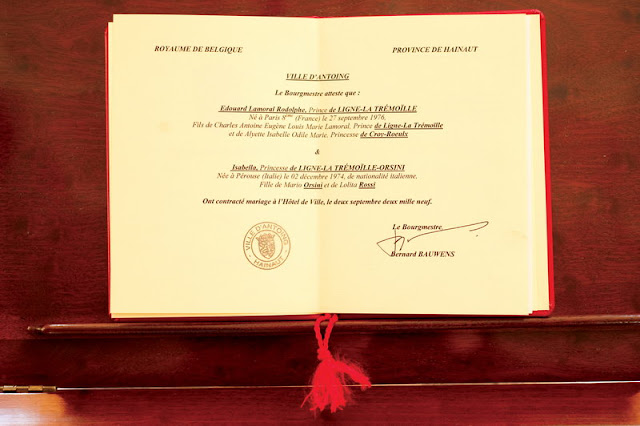 ROYAUME DE BELGIQUE
PROVINCE DE HAINAUT
VILLE D'ANTOING
Le Bourgmestre atteste que :
Edouard Lamoral Rodolphe, Prince de LIGNE-LA TRÉMOÏLLE
Né à Paris 8ème (France) le 27 septembre 1976,
Fils de Charles Antoine Eugène Louis Marie Lamoral, Prince de Ligne-La Trémoïlle
et de Alyette Isabelle Odile Marie, Princesse de Croy-Roeulx
&
Isabella, Princesse de LIGNE-LA TRÉMOÏLLE-ORSINI
Née à Pérouse (Italie) le 02 décembre 1974, de nationalité italienne,
Fille de Mario Orsini et de Lolita Rossi
Ont contracté mariage à l'Hôtel de Ville, le deux septembre deux mille neuf.
Le Bourgmestre,
VILLE D'ANTOING
HAINAUT
Bernard BAUWENS